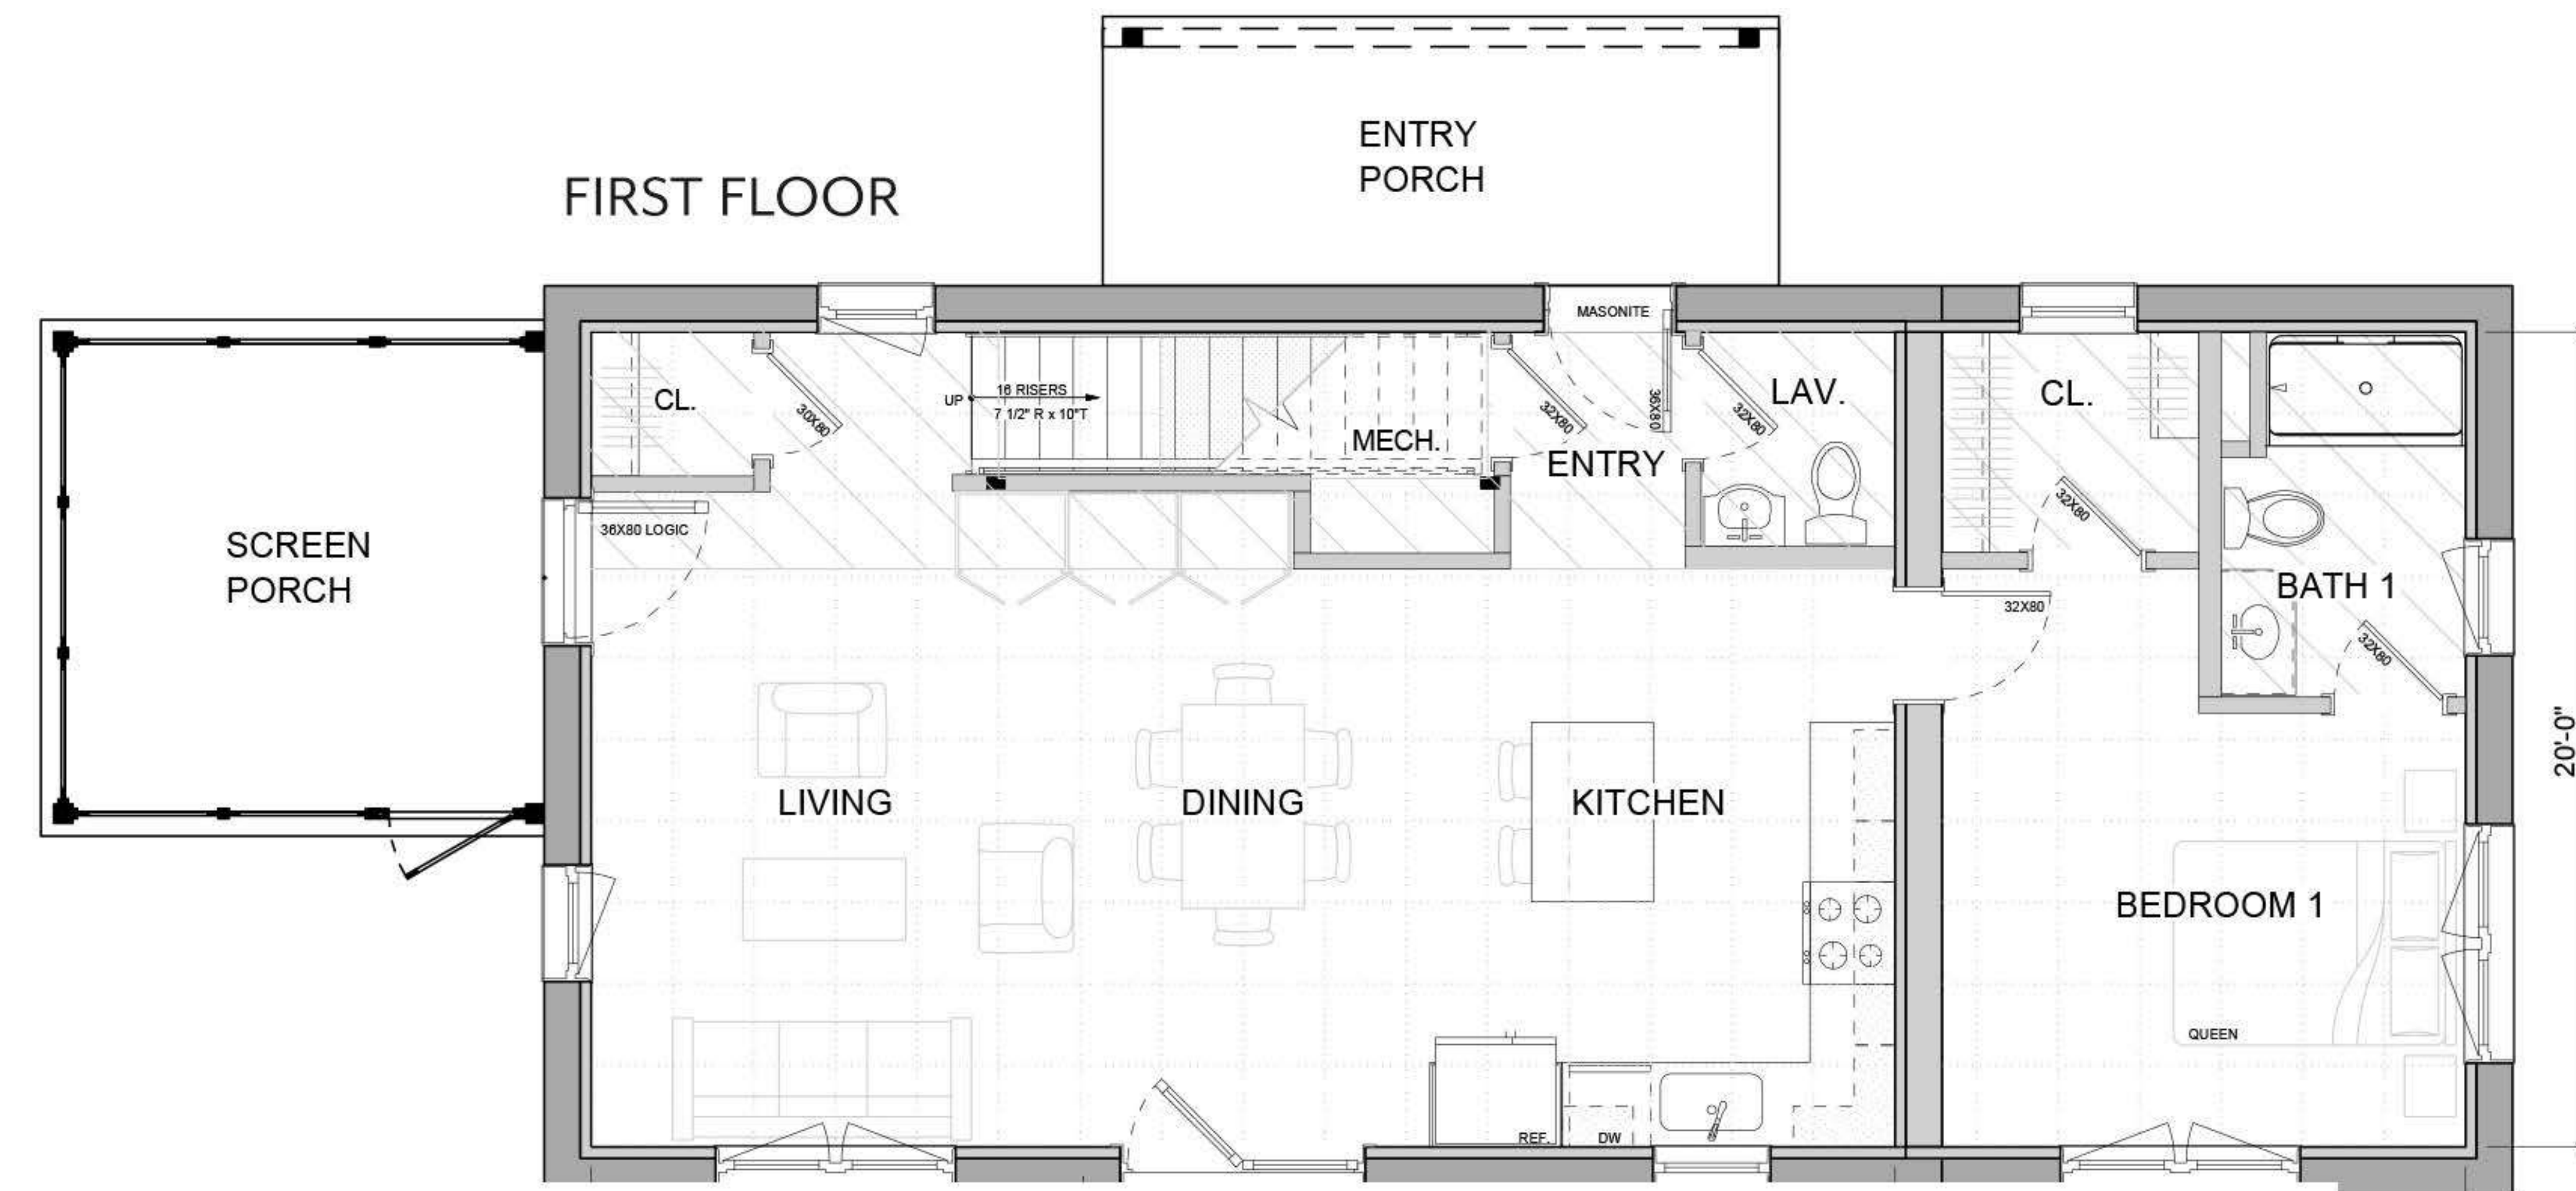 ENTRY
PORCH
FIRST FLOOR
MASONITE
CL.
30X80
UP
16 RISERS
7 1/2" R x 10"T
MECH.
32X80
36X80
ENTRY
32X80
LAV.
CL.
32X80
36X80 LOGIC
SCREEN
PORCH
BATH 1
32X80
32X80
20'-0"
LIVING
DINING
KITCHEN
BEDROOM 1
QUEEN
REF.
DW